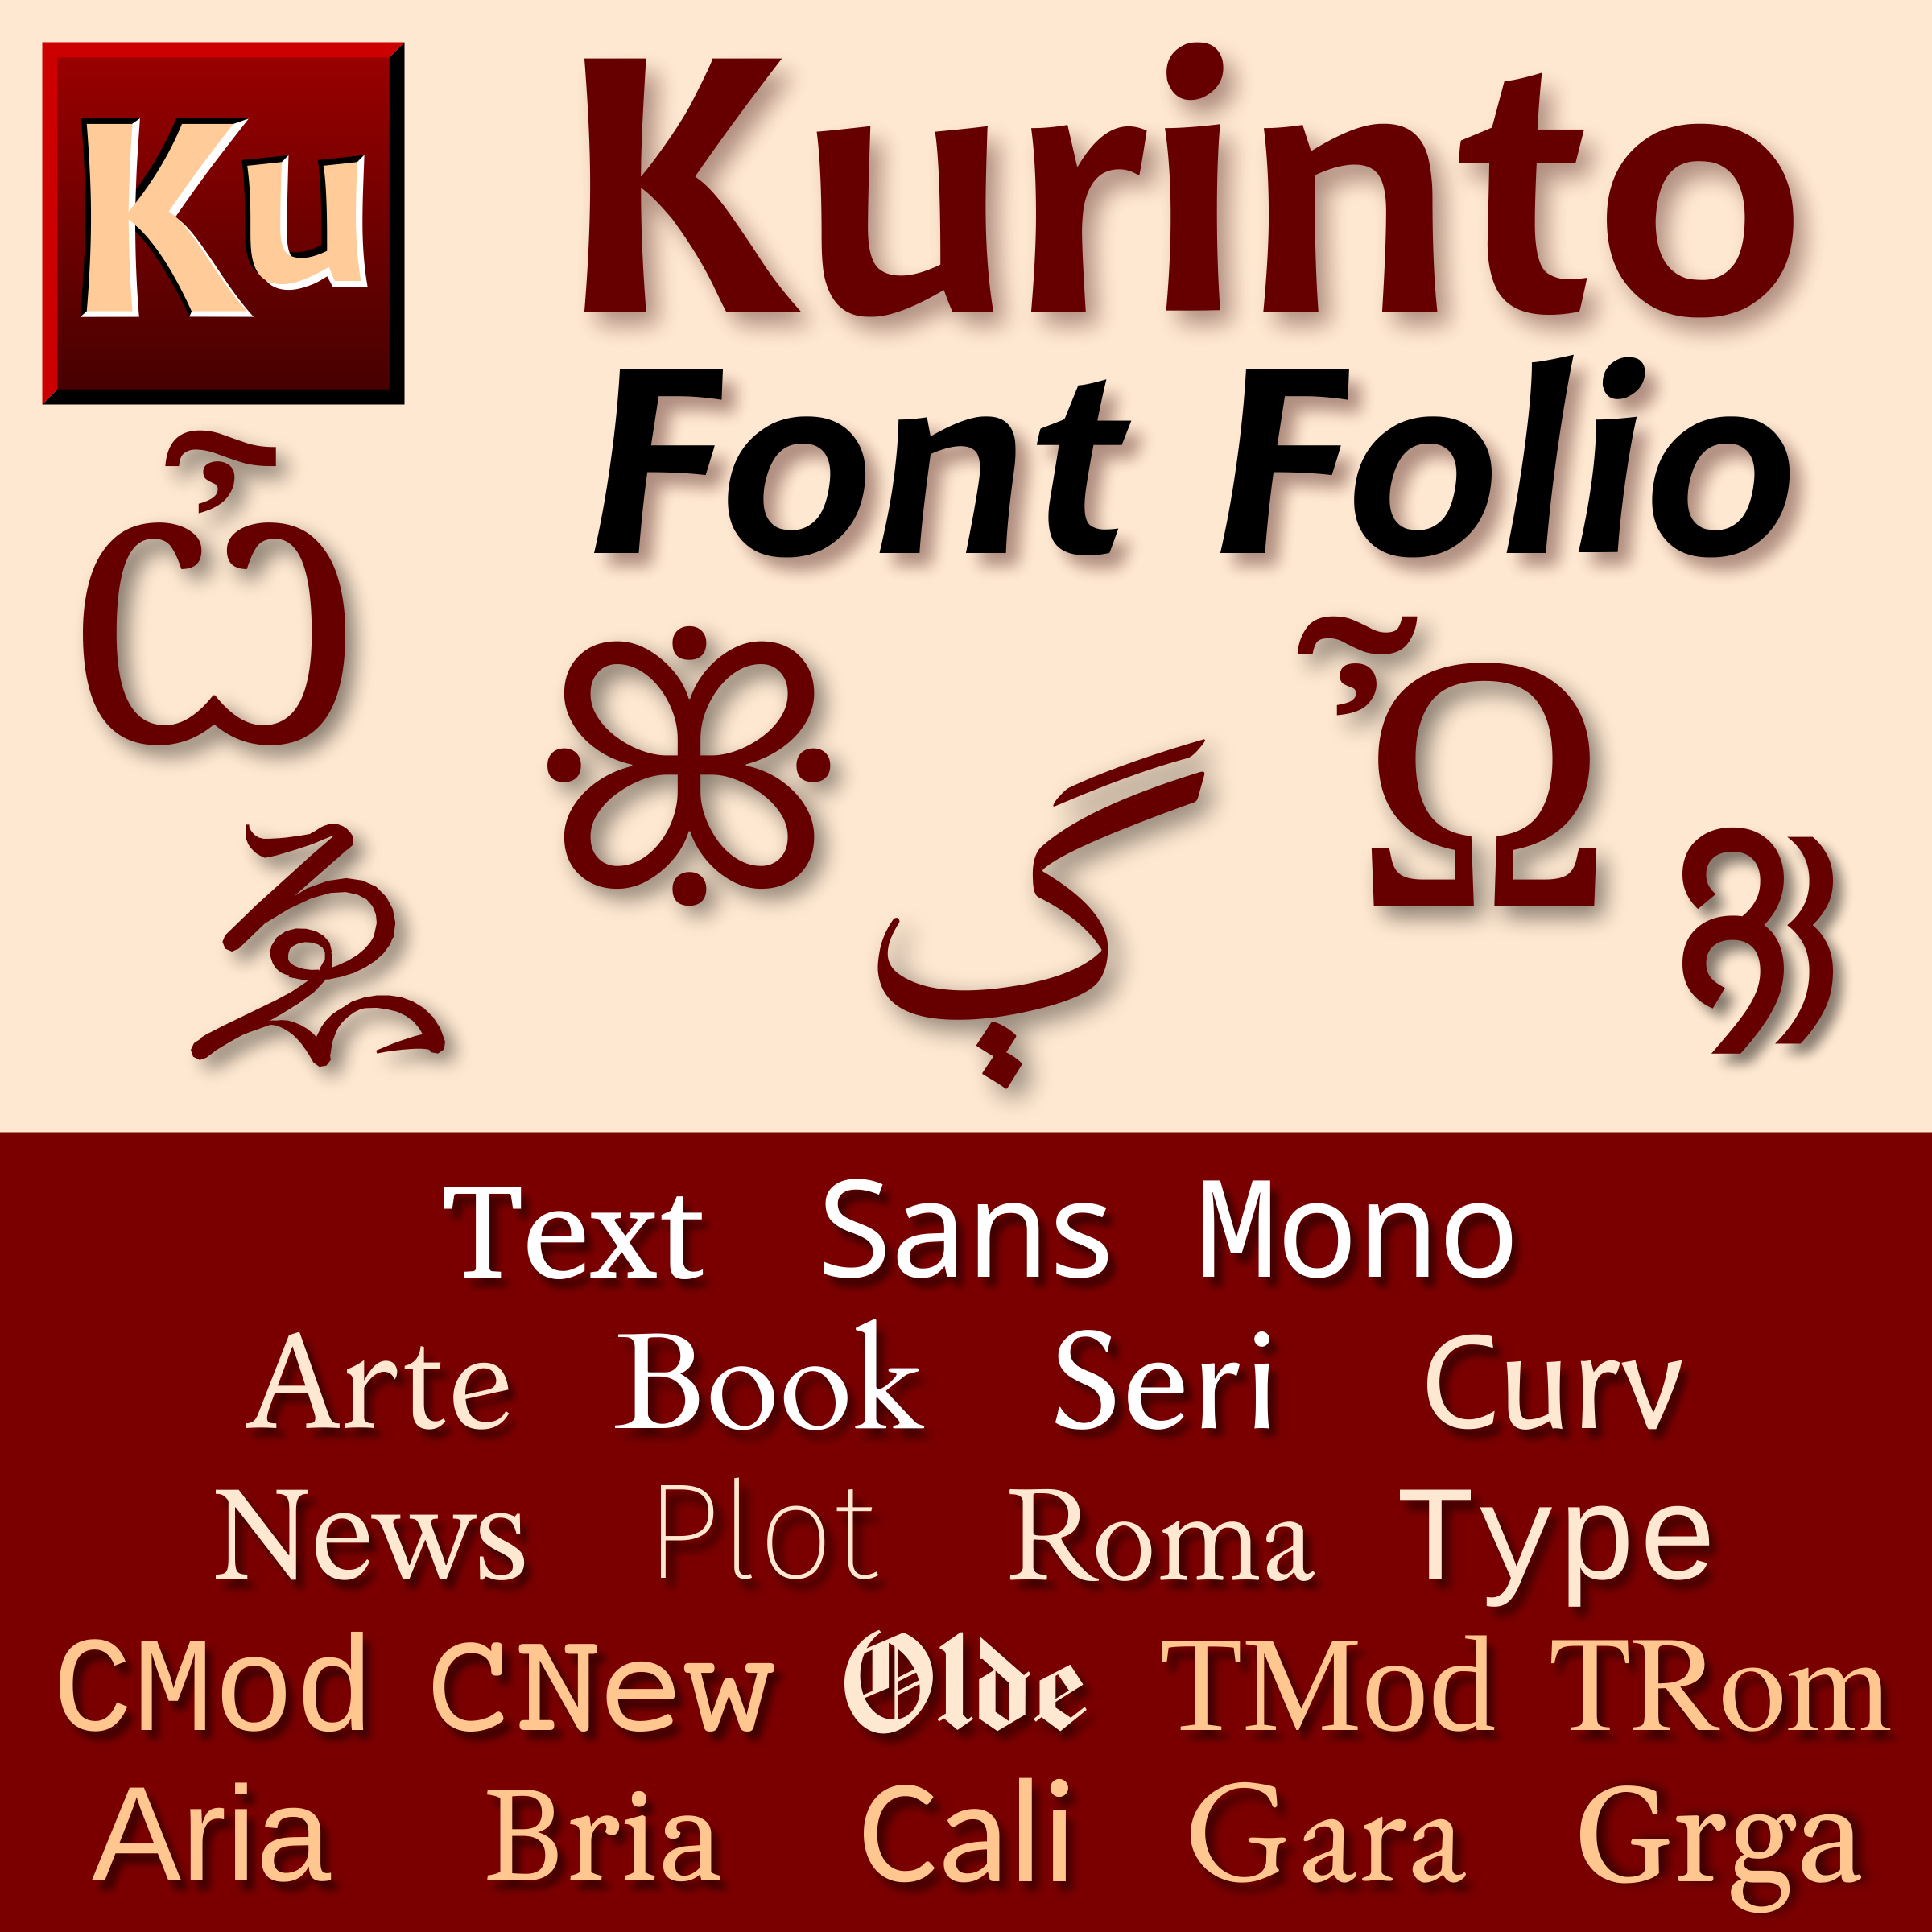 Ku
Kurinto
Font Folio
Ὦ
گ
Text Sans Mono
Arte Book Seri Curv
News Plot Roma Type
CMod CNew Olde TMod TRom
Aria Bria Cali Gara Grga